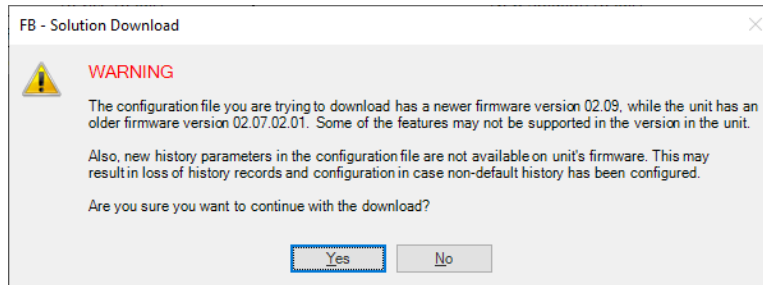 FB - Solution Download
WARNING
The configuration file you are trying to download has a newer firmware version 02.09, while the unit has an
older firmware version 02.07.02.01. Some of the features may not be supported in the version in the unit.
Also, new history parameters in the configuration file are not available on unit's firmware. This may
result in loss of history records and configuration in case non-default history has been configured.
Are you sure you want to continue with the download?
Yes
No